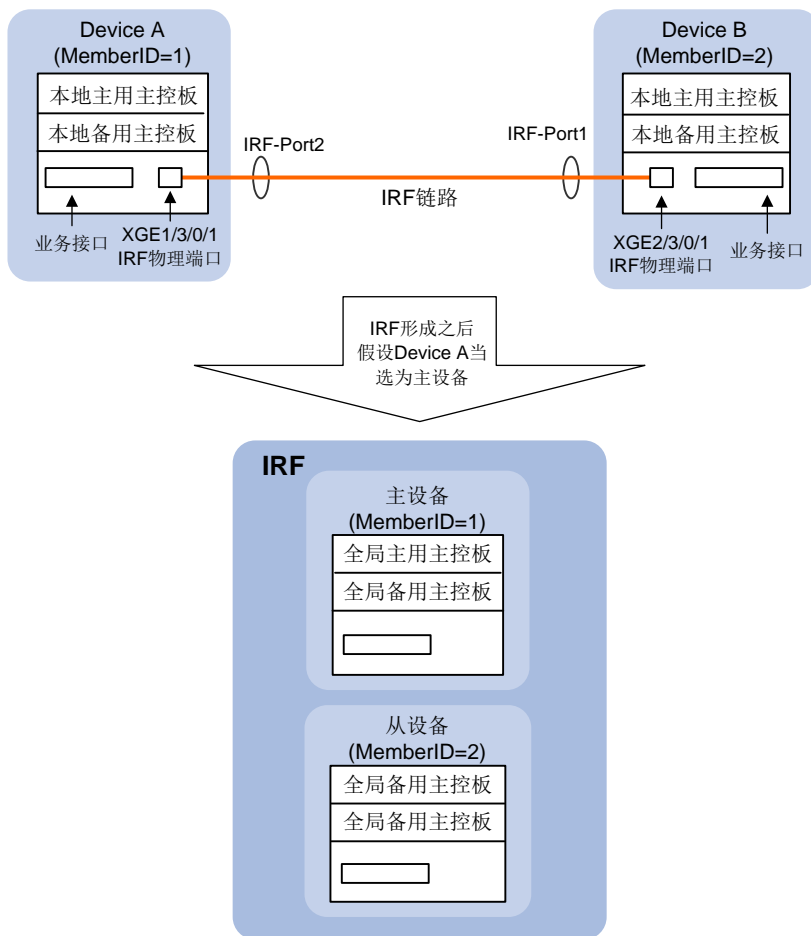 Device A
(MemberID=1)
本地主用主控板
本地备用主控板
业务接口
XGE1/3/0/1
IRF物理端口
IRF-Port2
IRF链路
IRF-Port1
Device B
(MemberID=2)
本地主用主控板
本地备用主控板
XGE2/3/0/1
IRF物理端口
业务接口
IRF形成之后
假设Device A当
选为主设备
IRF
主设备
(MemberID=1)
全局主用主控板
全局备用主控板
从设备
(MemberID=2)
全局备用主控板
全局备用主控板